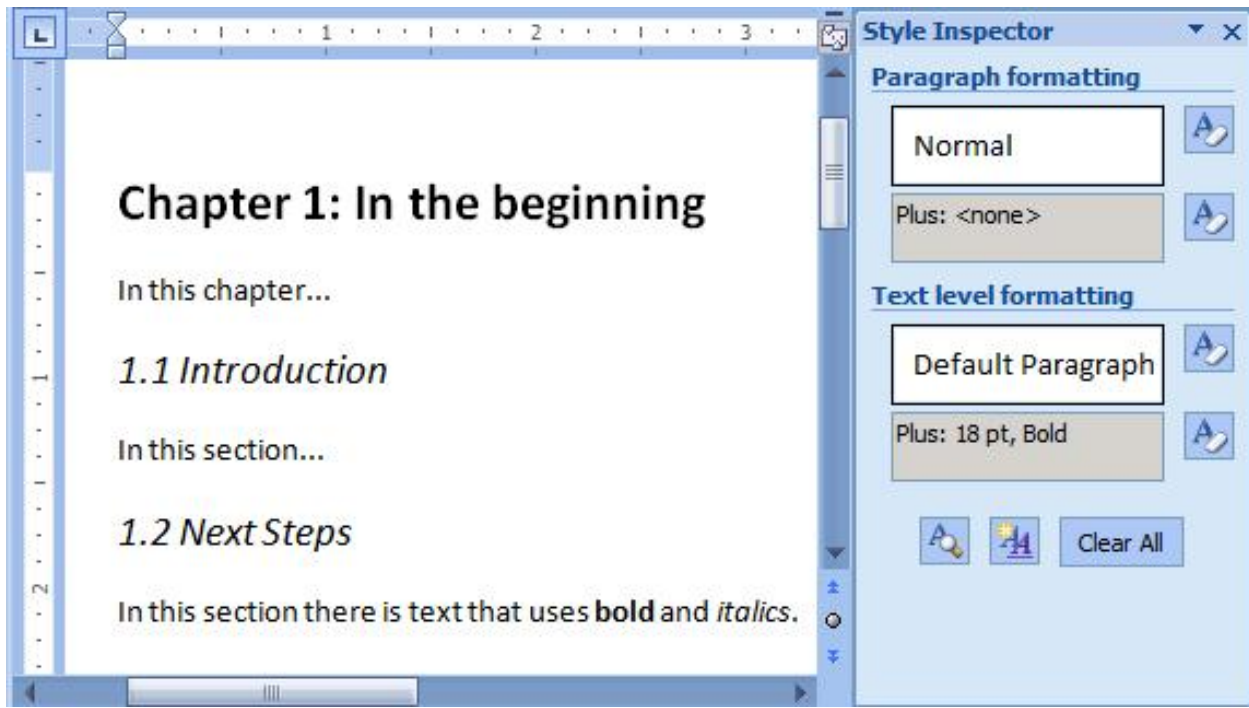 L
1 2 3
Style Inspector
Paragraph formatting
Normal
Plus: <none>
Text level formatting
Default Paragraph
Plus: 18 pt, Bold
Clear All
Chapter 1: In the beginning
In this chapter...
1.1 Introduction
In this section...
1.2 Next Steps
In this section there is text that uses bold and italics.
1
2